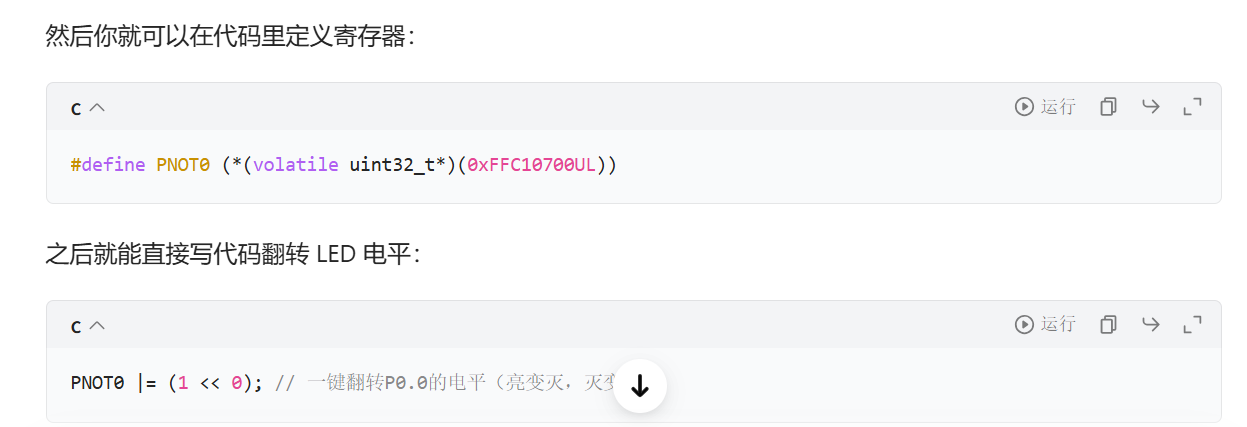 然后你就可以在代码里定义寄存器：
C
运行
#define PNOT0 (*(volatile uint32_t*)(0xFFC10700UL))
之后就能直接写代码翻转 LED 电平：
C
运行
PNOT0 |= (1 << 0); // 一键翻转P0.0的电平（亮变灭，灭